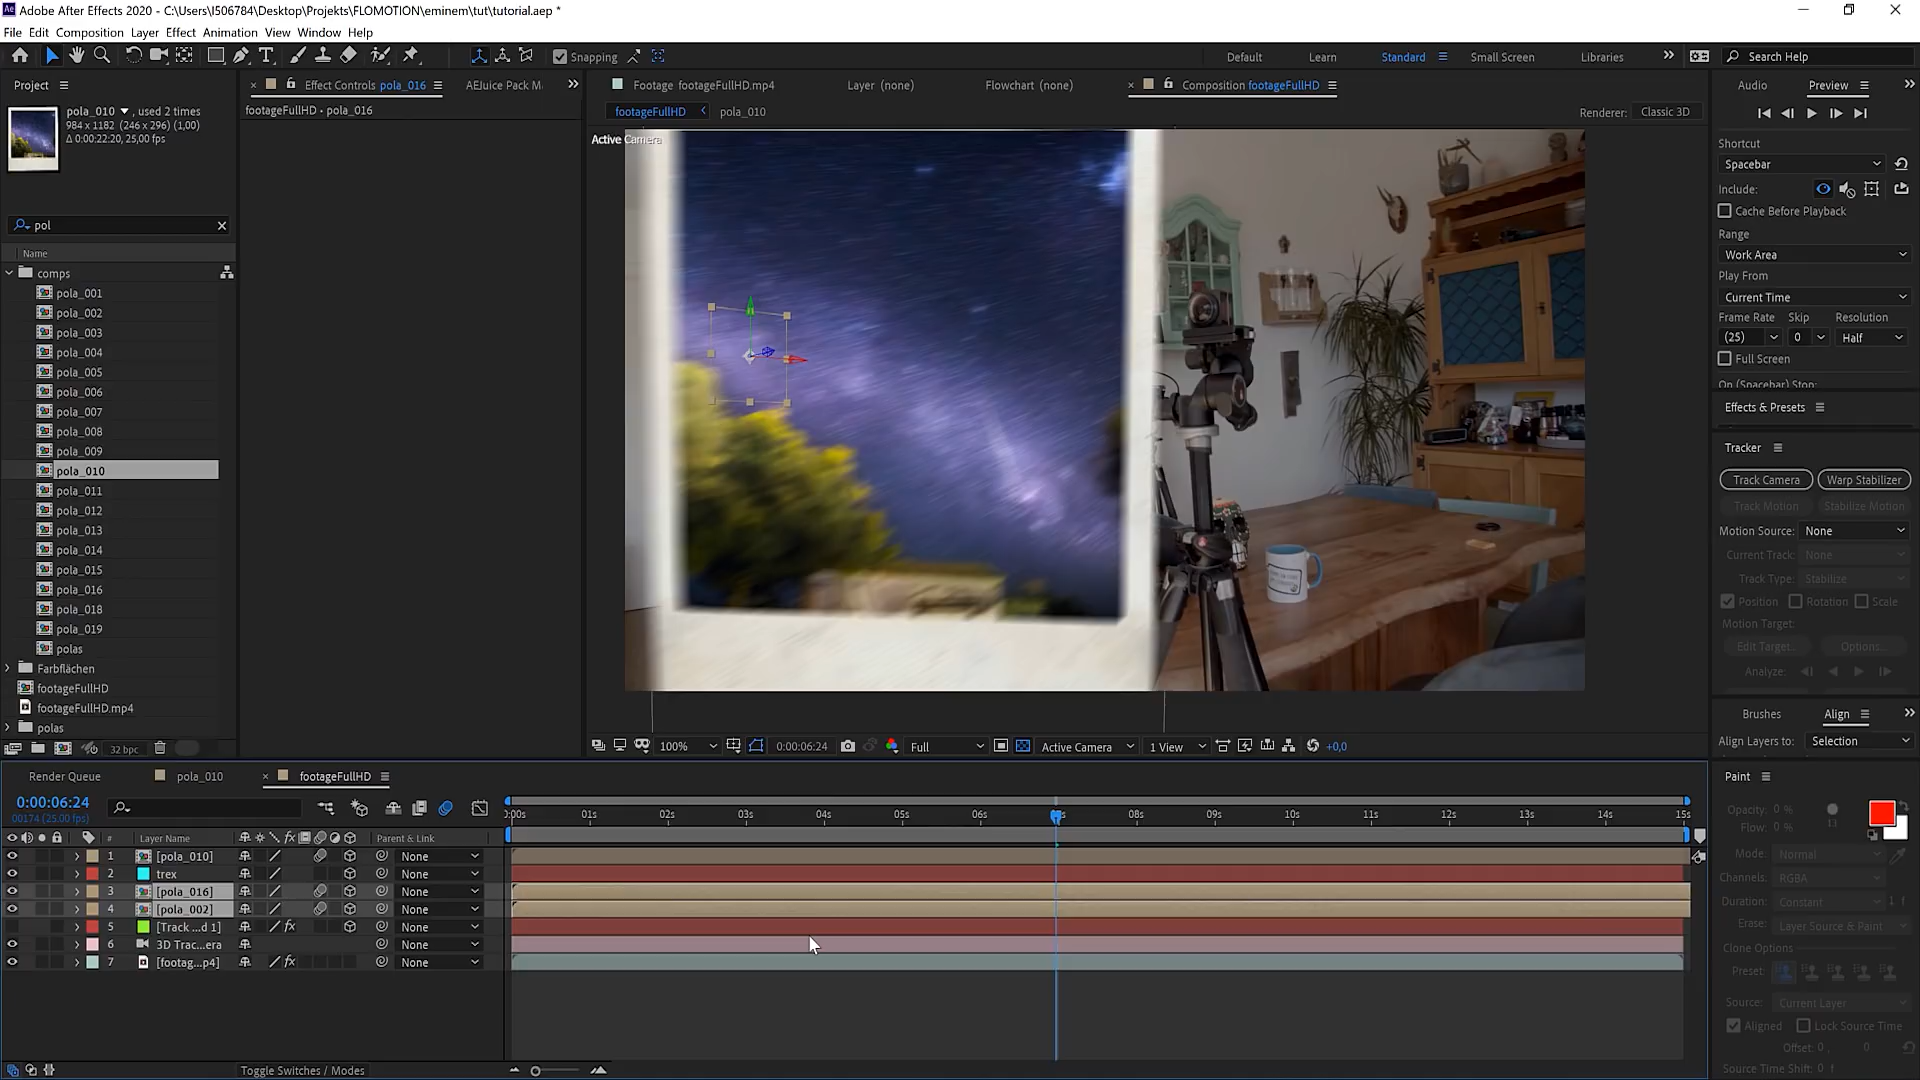 Adobe After Effects 2020 - C:\Users\I506784\Desktop\Projekts\FLOMOTION\eminem\tut\tutorial.aep *
File Edit Composition Layer Effect Animation View Window Help
Snapping
Default
Learn
Standard
Small Screen
Libraries
Search Help
Project
Effect Controls pola_016
AEJuice Pack M
Footage footageFullHD.mp4
Layer (none)
Flowchart (none)
Composition footageFullHD
Audio
Preview
pola_010 , used 2 times
984 x 1182 (246 x 296) (1,00)
Δ 0:00:22:20, 25,00 fps
footageFullHD • pola_016
footageFullHD
pola_010
Renderer:
Classic 3D
Active Camera
Shortcut
Spacebar
Include:
Cache Before Playback
Range
Work Area
Play From
Current Time
Frame Rate
Skip
Resolution
(25)
0
Half
Full Screen
On (Spacebar) Stop:
Effects & Presets
Tracker
Track Camera
Warp Stabilizer
Track Motion
Stabilize Motion
Motion Source:
None
Current Track:
None
Track Type:
Stabilize
Position
Rotation
Scale
Motion Target:
Edit Target...
Options...
Analyze:
Brushes
Align
Align Layers to:
Selection
pol
Name
comps
pola_001
pola_002
pola_003
pola_004
pola_005
pola_006
pola_007
pola_008
pola_009
pola_010
pola_011
pola_012
pola_013
pola_014
pola_015
pola_016
pola_018
pola_019
polas
Farbflächen
footageFullHD
footageFullHD.mp4
polas
32 bpc
100%
0:00:06:24
Full
Active Camera
1 View
+0,0
Render Queue
pola_010
footageFullHD
0:00:06:24
00174 (25.00 fps)
:00s 01s 02s 03s 04s 05s 06s s 08s 09s 10s 11s 12s 13s 14s 15s
# Layer Name
Parent & Link
1 [pola_010] None
2 trex None
3 [pola_016] None
4 [pola_002] None
5 [Track ...d 1] fx None
6 3D Trac...era None
7 [footag...p4] fx None
Toggle Switches / Modes
Paint
Opacity: 0 %
Flow: 0 %
13
Mode:
Normal
Channels:
RGBA
Duration:
Constant
1 f
Erase:
Layer Source & Paint
Clone Options
Preset:
Source:
Current Layer
Aligned
Lock Source Time
Offset: 0 , 0
Source Time Shift: 0 f